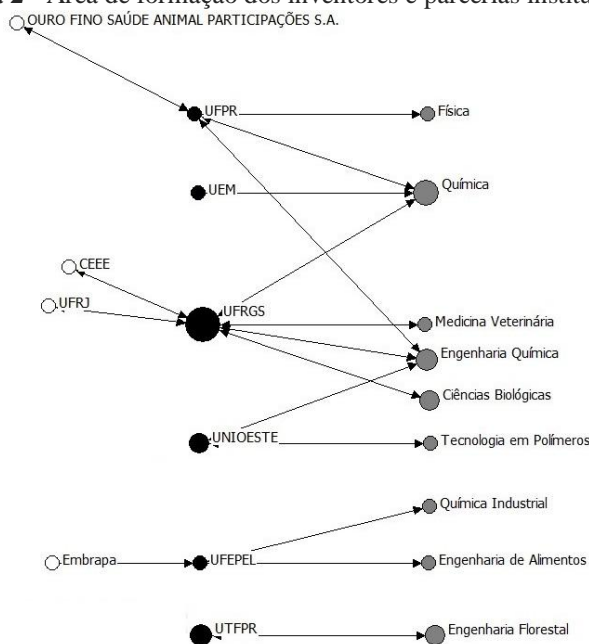 2 - Área de formação dos inventores e parcerias
OURO FINO SAÚDE ANIMAL PARTICIPAÇÕES S.A.
UFPR
Física
UEM
Química
CEEE
UFRJ
UFRGS
Medicina Veterinária
Engenharia Química
Ciências Biológicas
UNIOESTE
Tecnologia em Polímeros
Química Industrial
Embrapa
UFEPEL
Engenharia de Alimentos
UTFPR
Engenharia Florestal